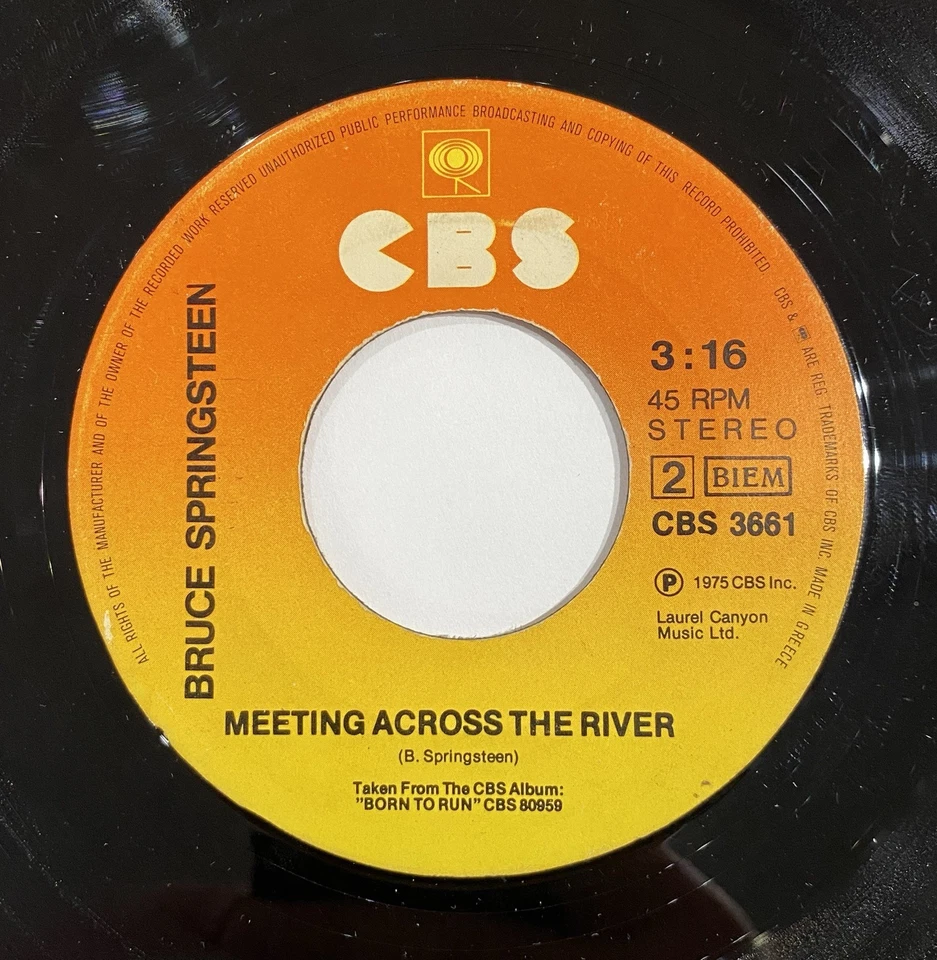 ALL RIGHTS OF THE MANUFACTURER AND OF THE OWNER OF THE RECORDED WORK RESERVED UNAUTHORIZED PUBLIC PERFORMANCE BROADCASTING AND COPYING OF THIS RECORD PROHIBITED. CBS & ARE REG. TRADEMARKS OF CBS INC. MADE IN GREECE
CBS
BRUCE SPRINGSTEEN
3:16
45 RPM
STEREO
2 BIEM
CBS 3661
Ⓟ 1975 CBS Inc.
Laurel Canyon
Music Ltd.
MEETING ACROSS THE RIVER
(B. Springsteen)
Taken From The CBS Album:
"BORN TO RUN" CBS 80959